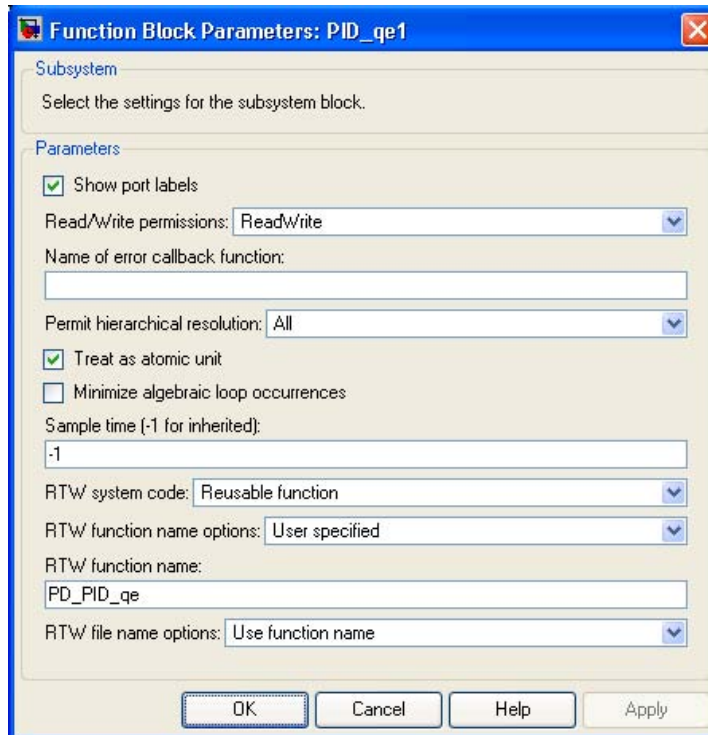 Function Block Parameters: PID_qe1
Subsystem
Select the settings for the subsystem block.
Parameters
Show port labels
Read/Write permissions: ReadWrite
Name of error callback function:
Permit hierarchical resolution: All
Treat as atomic unit
Minimize algebraic loop occurrences
Sample time (-1 for inherited):
-1
RTW system code: Reusable function
RTW function name options: User specified
RTW function name:
PD_PID_qe
RTW file name options: Use function name
OK Cancel Help Apply